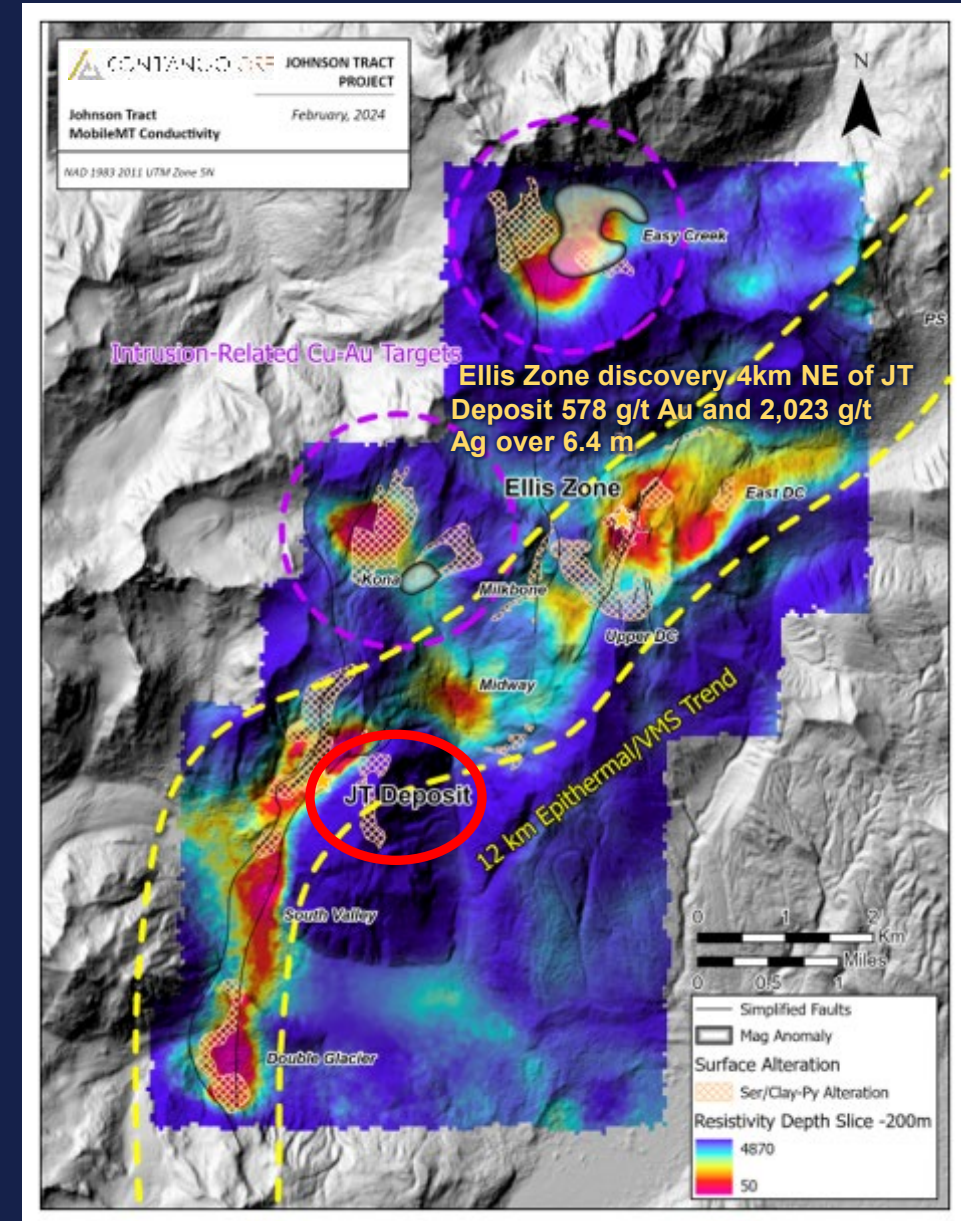 CONTANGO ORE
JOHNSON TRACT
PROJECT
Johnson Tract
MobileMT Conductivity
February, 2024
NAD 1983 2011 UTM Zone 5N
N
Easy Creek
PS
Intrusion-Related Cu-Au Targets
Ellis Zone discovery 4km NE of JT
Deposit 578 g/t Au and 2,023 g/t
Ag over 6.4 m
Ellis Zone
East DC
Kona
Milkbone
Upper DC
Midway
JT Deposit
12 km Epithermal/VMS Trend
South Valley
Double Glacier
0 1 2
Km
Miles
0 0.5 1
Simplified Faults
Mag Anomaly
Surface Alteration
Ser/Clay-Py Alteration
Resistivity Depth Slice -200m
4870
50